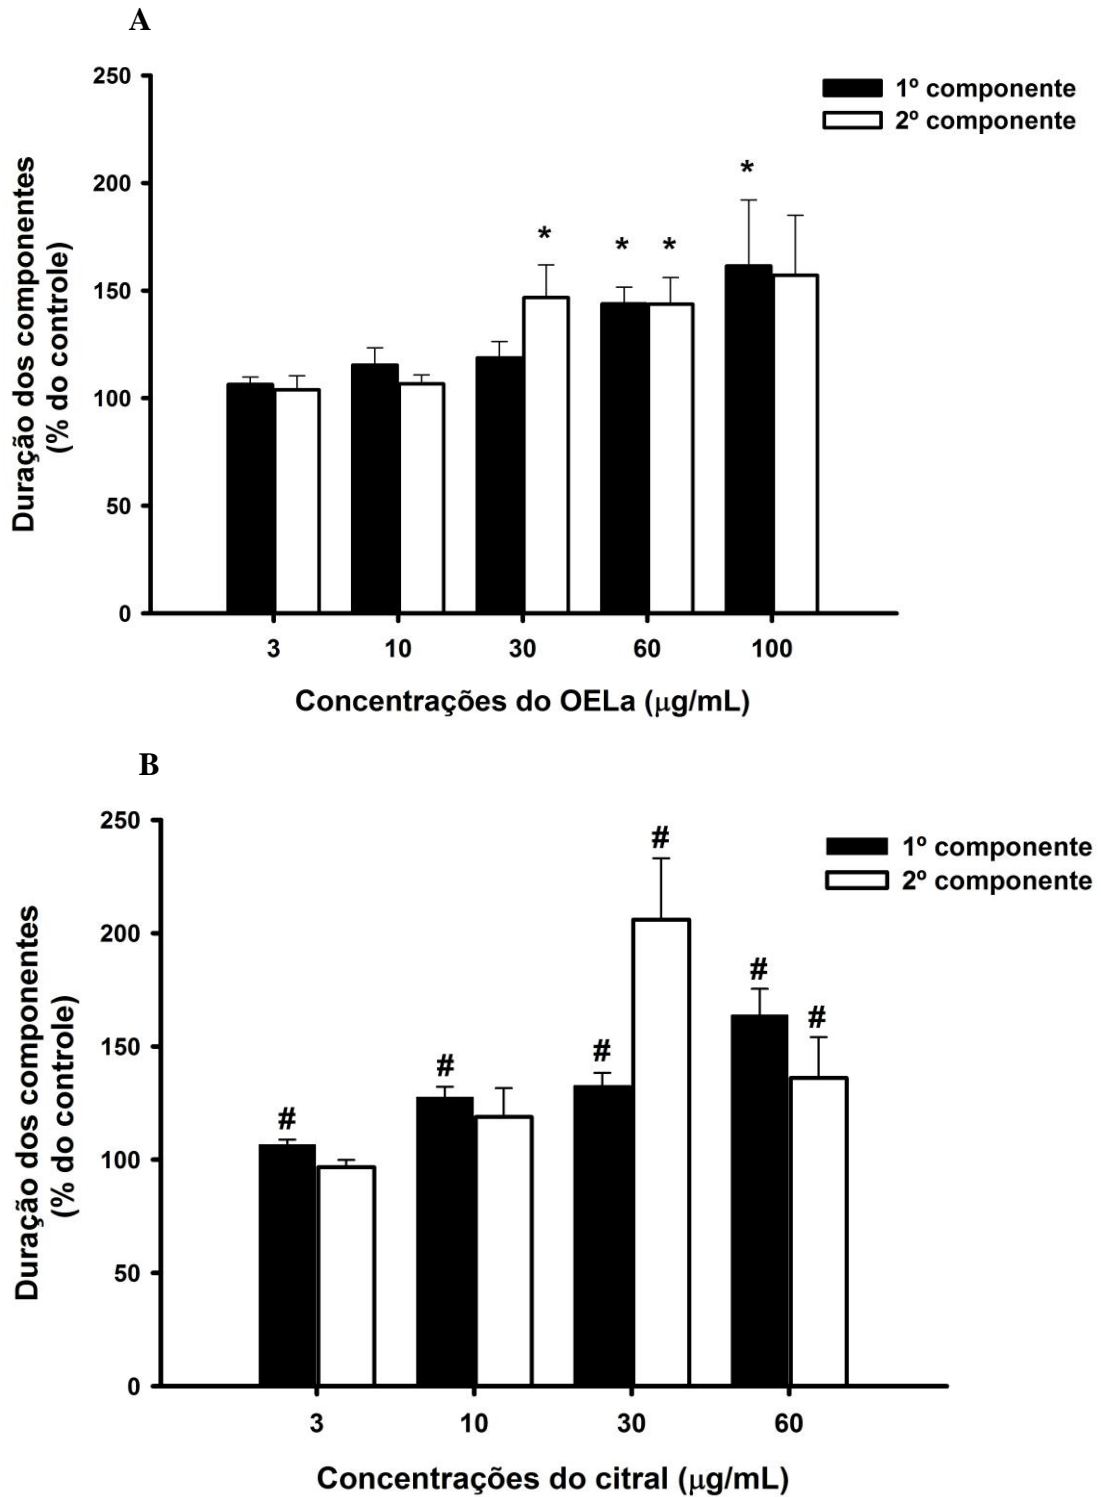 A
250
200
150
100
50
0
Duração dos componentes
(% do controle)
1º componente
2º componente
*
* *
*
3 10 30 60 100
Concentrações do OELa (µg/mL)
B
250
200
150
100
50
0
Duração dos componentes
(% do controle)
1º componente
2º componente
#
#
#
#
#
#
3 10 30 60
Concentrações do citral (µg/mL)